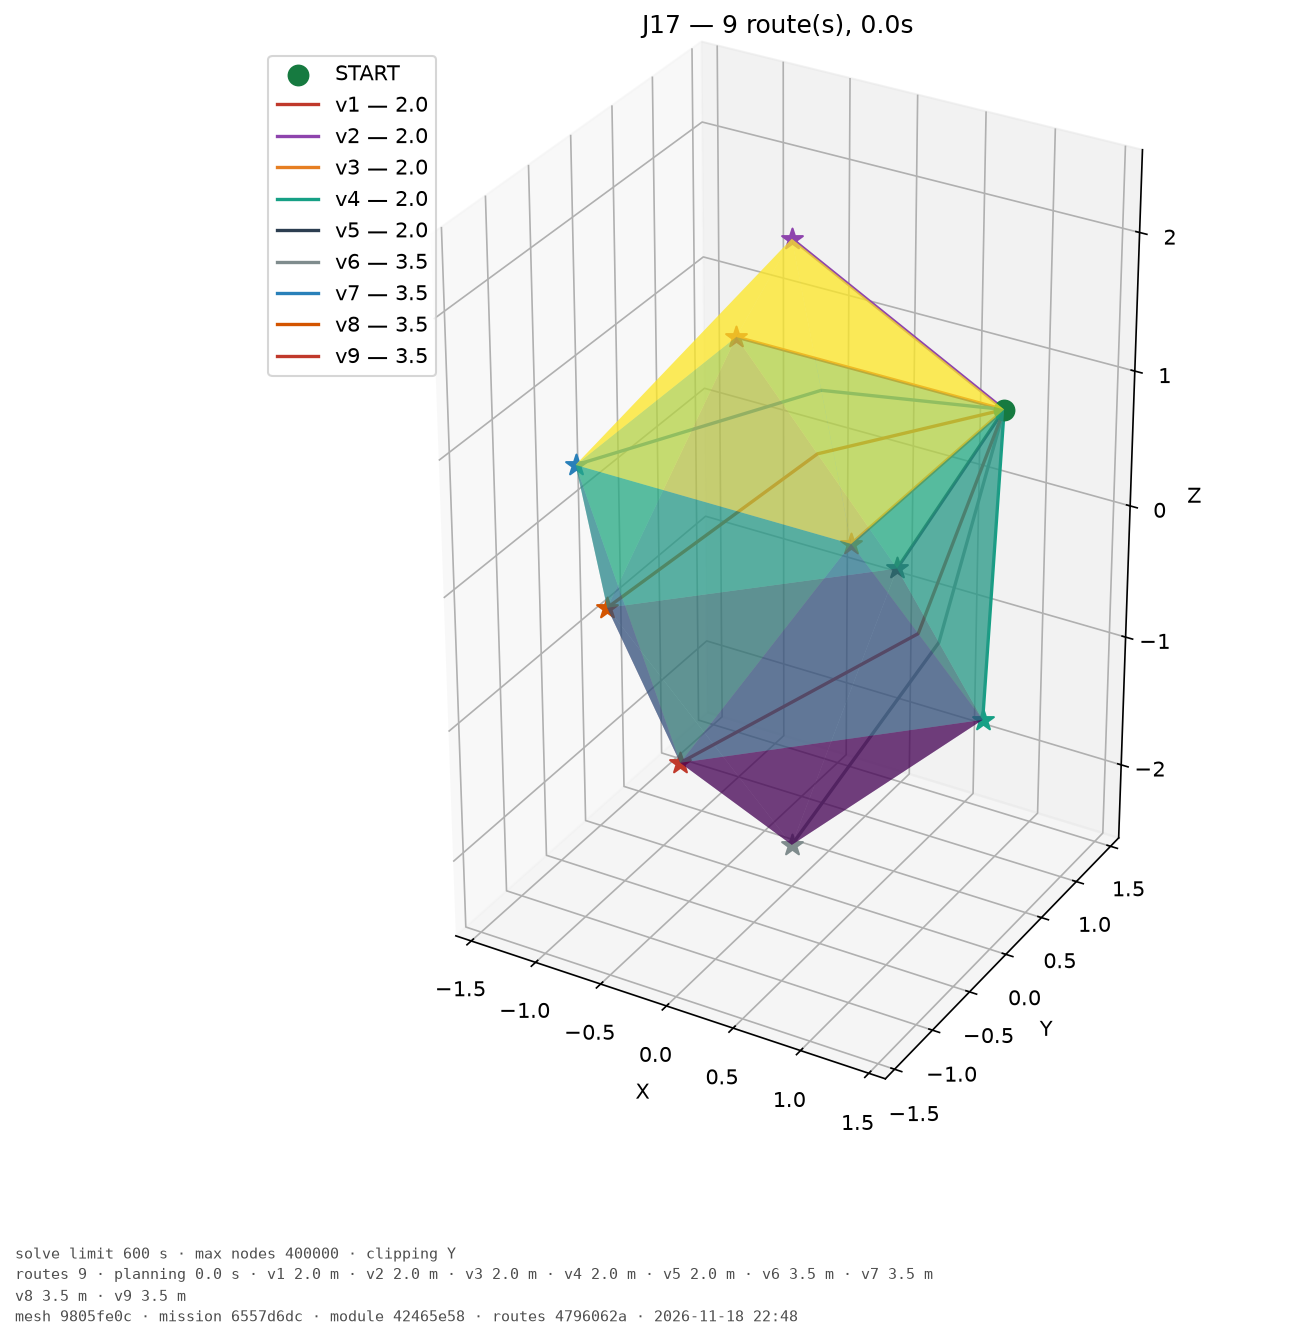 J17 — 9 route(s), 0.0s
START
v1 — 2.0
v2 — 2.0
v3 — 2.0
v4 — 2.0
v5 — 2.0
v6 — 3.5
v7 — 3.5
v8 — 3.5
v9 — 3.5
2
1
0
Z
−1
−2
1.5
1.0
0.5
0.0
Y
−0.5
−1.0
−1.5
−1.5
−1.0
−0.5
0.0
X
0.5
1.0
1.5
solve limit 600 s · max nodes 400000 · clipping Y
routes 9 · planning 0.0 s · v1 2.0 m · v2 2.0 m · v3 2.0 m · v4 2.0 m · v5 2.0 m · v6 3.5 m · v7 3.5 m
v8 3.5 m · v9 3.5 m
mesh 9805fe0c · mission 6557d6dc · module 42465e58 · routes 4796062a · 2026-11-18 22:48